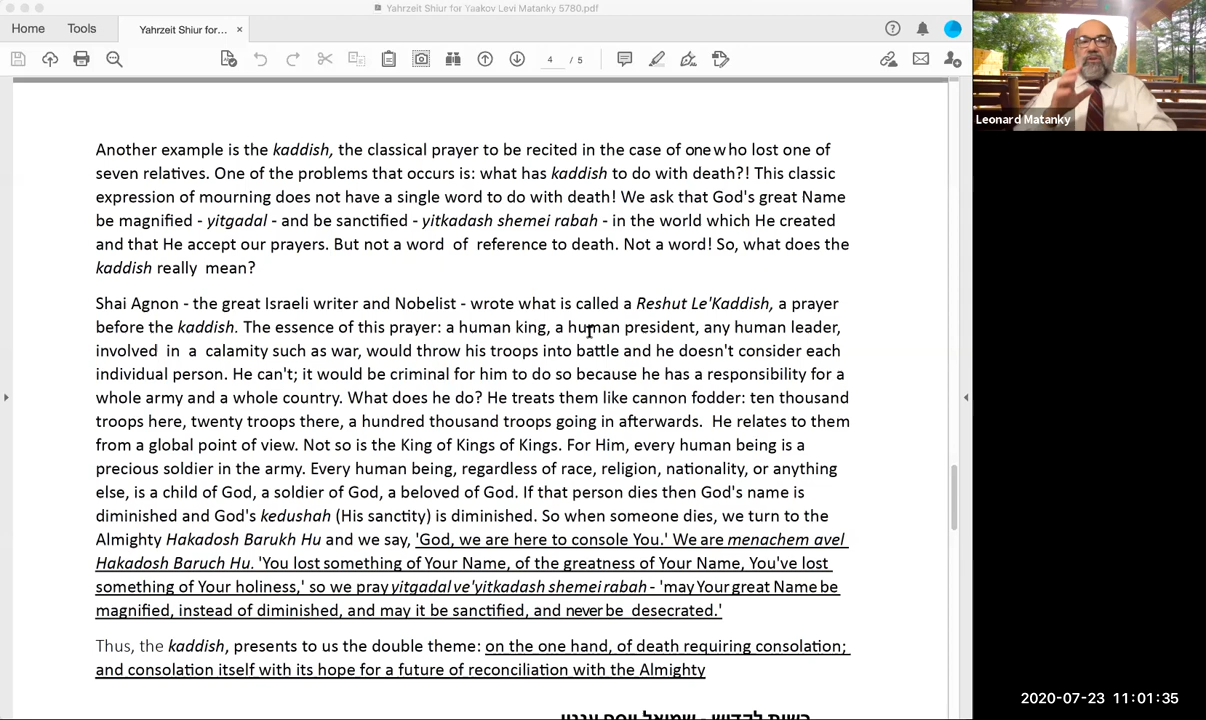 Yahrzeit Shiur for Yaakov Levi Matanky 5780.pdf
Home Tools Yahrzeit Shiur for... ×
4 / 5
Another example is the kaddish, the classical prayer to be recited in the case of one who lost one of
seven relatives. One of the problems that occurs is: what has kaddish to do with death?! This classic
expression of mourning does not have a single word to do with death! We ask that God's great Name
be magnified - yitgadal - and be sanctified - yitkadash shemei rabah - in the world which He created
and that He accept our prayers. But not a word of reference to death. Not a word! So, what does the
kaddish really mean?
Shai Agnon - the great Israeli writer and Nobelist - wrote what is called a Reshut Le'Kaddish, a prayer
before the kaddish. The essence of this prayer: a human king, a human president, any human leader,
involved in a calamity such as war, would throw his troops into battle and he doesn't consider each
individual person. He can't; it would be criminal for him to do so because he has a responsibility for a
whole army and a whole country. What does he do? He treats them like cannon fodder: ten thousand
troops here, twenty troops there, a hundred thousand troops going in afterwards. He relates to them
from a global point of view. Not so is the King of Kings of Kings. For Him, every human being is a
precious soldier in the army. Every human being, regardless of race, religion, nationality, or anything
else, is a child of God, a soldier of God, a beloved of God. If that person dies then God's name is
diminished and God's kedushah (His sanctity) is diminished. So when someone dies, we turn to the
Almighty Hakadosh Barukh Hu and we say, 'God, we are here to console You.' We are menachem avel
Hakadosh Baruch Hu. 'You lost something of Your Name, of the greatness of Your Name, You've lost
something of Your holiness,' so we pray yitgadal ve'yitkadash shemei rabah - 'may Your great Name be
magnified, instead of diminished, and may it be sanctified, and never be desecrated.'
Thus, the kaddish, presents to us the double theme: on the one hand, of death requiring consolation;
and consolation itself with its hope for a future of reconciliation with the Almighty
Leonard Matanky
2020-07-23 11:01:35